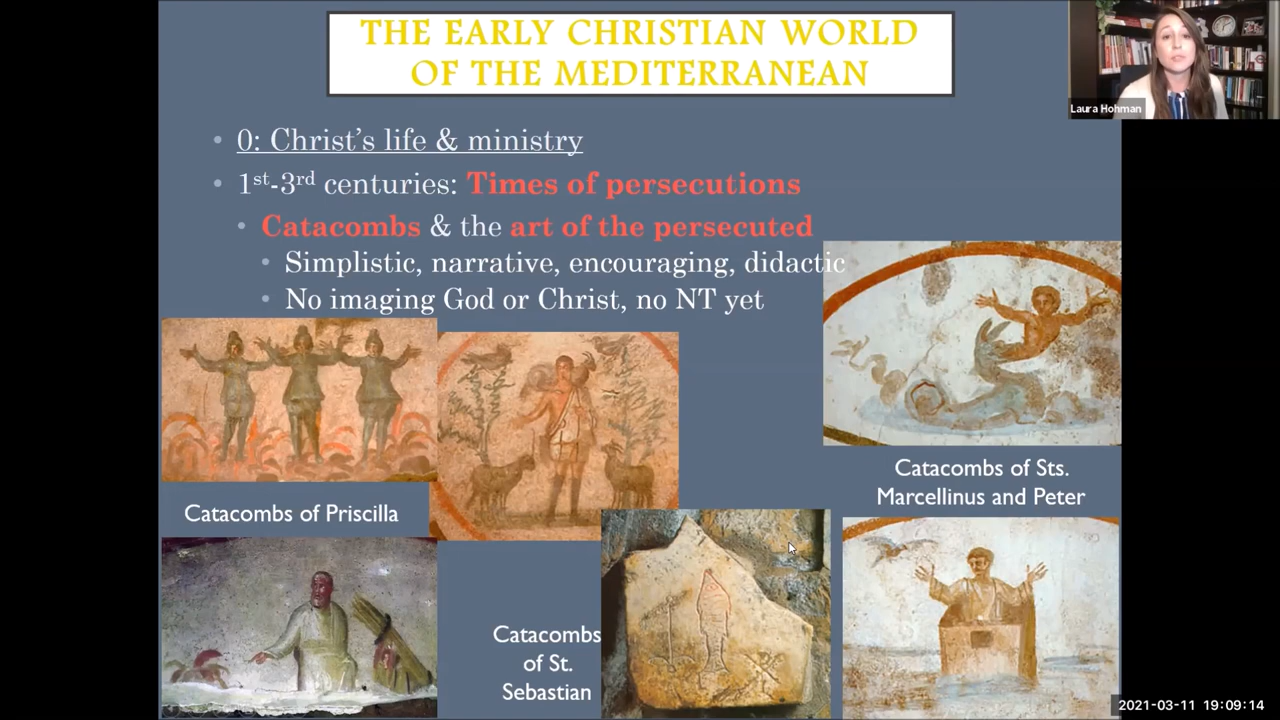 THE EARLY CHRISTIAN WORLD
OF THE MEDITERRANEAN
Laura Hohman
• 0: Christ's life & ministry
• 1st-3rd centuries: Times of persecutions
• Catacombs & the art of the persecuted
• Simplistic, narrative, encouraging, didactic
• No imaging God or Christ, no NT yet
Catacombs of Sts.
Marcellinus and Peter
Catacombs of Priscilla
Catacombs
of St.
Sebastian
2021-03-11 19:09:14